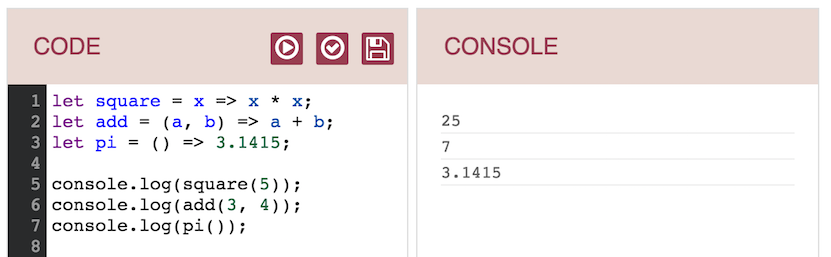 CODE
1 let square = x => x * x;
2 let add = (a, b) => a + b;
3 let pi = () => 3.1415;
4
5 console.log(square(5));
6 console.log(add(3, 4));
7 console.log(pi());
8
CONSOLE
25
7
3.1415